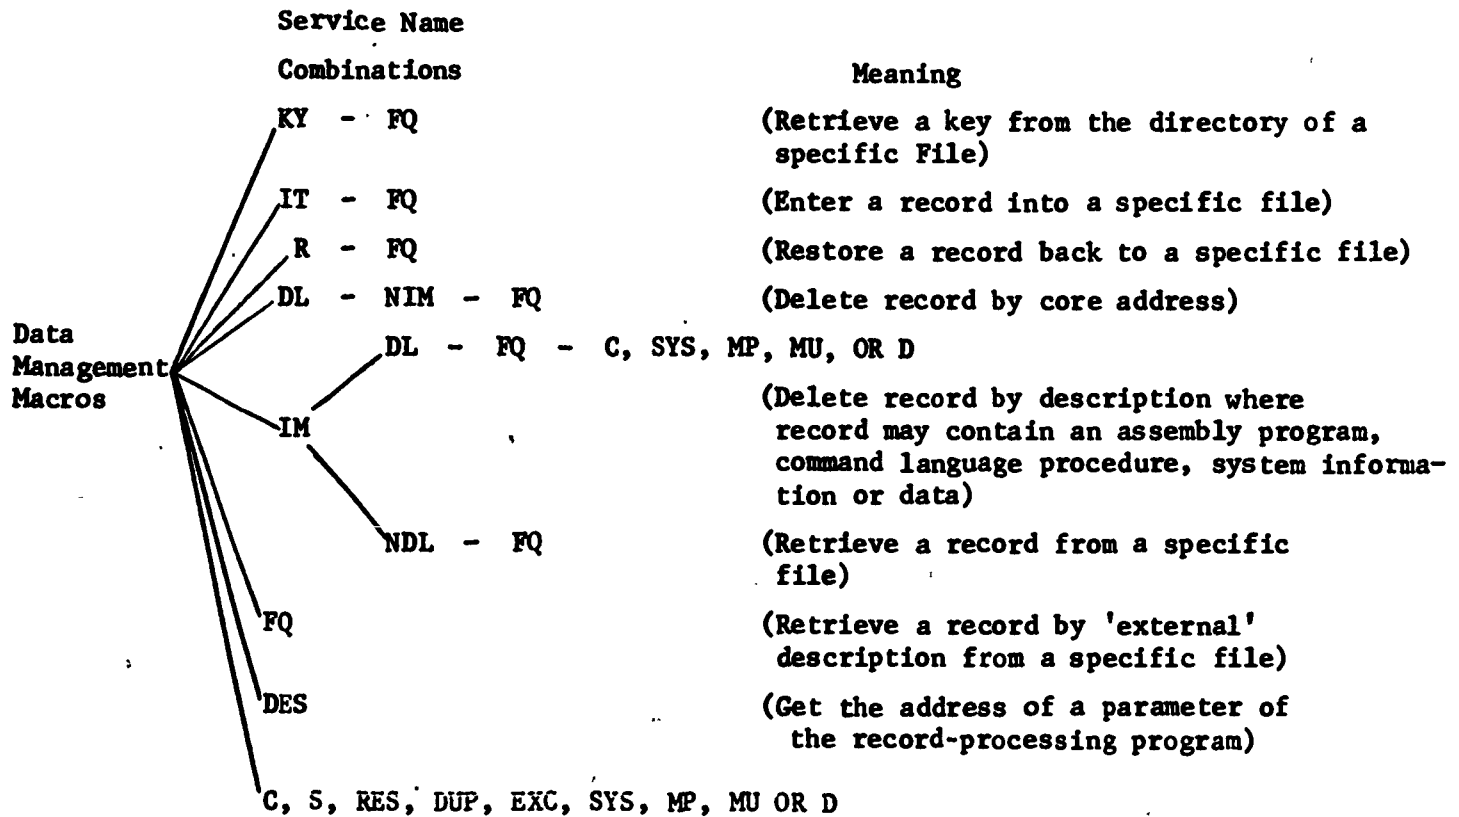 Service Name
Combinations Meaning
KY - FQ (Retrieve a key from the directory of a
specific File)
IT - FQ (Enter a record into a specific file)
R - FQ (Restore a record back to a specific file)
DL - NIM - FQ (Delete record by core address)
Data
Management
Macros
DL - FQ - C, SYS, MP, MU, OR D
IM (Delete record by description where
record may contain an assembly program,
command language procedure, system informa-
tion or data)
NDL - FQ (Retrieve a record from a specific
file)
FQ (Retrieve a record by 'external'
description from a specific file)
DES (Get the address of a parameter of
the record-processing program)
C, S, RES, DUP, EXC, SYS, MP, MU OR D